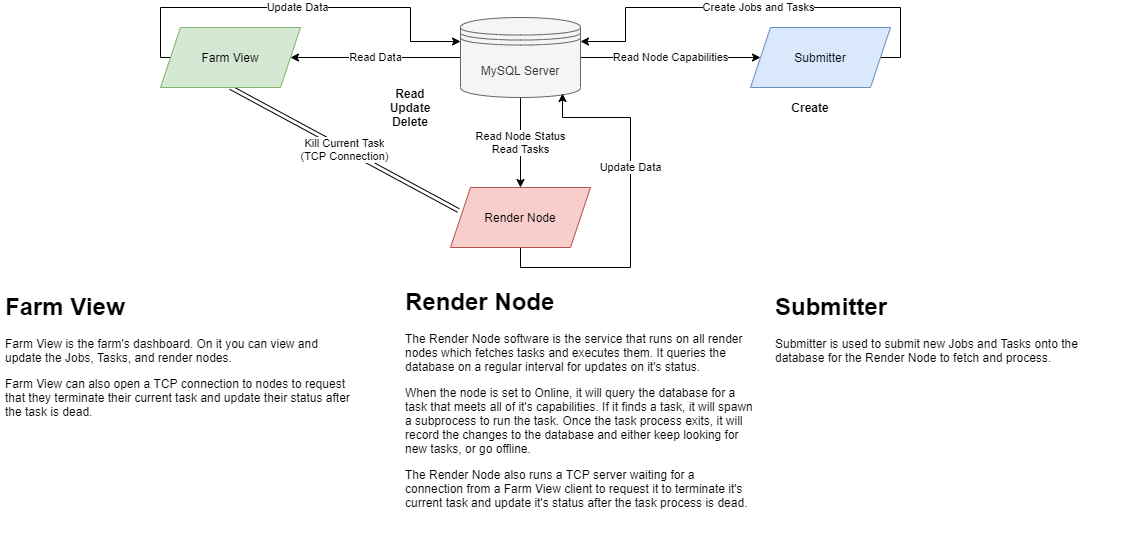 Update Data
Create Jobs and Tasks
Farm View
Read Data
MySQL Server
Read Node Capabilities
Submitter
Read
Update
Delete
Create
Kill Current Task
(TCP Connection)
Read Node Status
Read Tasks
Update Data
Render Node
Farm View
Farm View is the farm's dashboard. On it you can view and
update the Jobs, Tasks, and render nodes.
Farm View can also open a TCP connection to nodes to request
that they terminate their current task and update their status after
the task is dead.
Render Node
The Render Node software is the service that runs on all render
nodes which fetches tasks and executes them. It queries the
database on a regular interval for updates on it's status.
When the node is set to Online, it will query the database for a
task that meets all of it's capabilities. If it finds a task, it will spawn
a subprocess to run the task. Once the task process exits, it will
record the changes to the database and either keep looking for
new tasks, or go offline.
The Render Node also runs a TCP server waiting for a
connection from a Farm View client to request it to terminate it's
current task and update it's status after the task process is dead.
Submitter
Submitter is used to submit new Jobs and Tasks onto the
database for the Render Node to fetch and process.